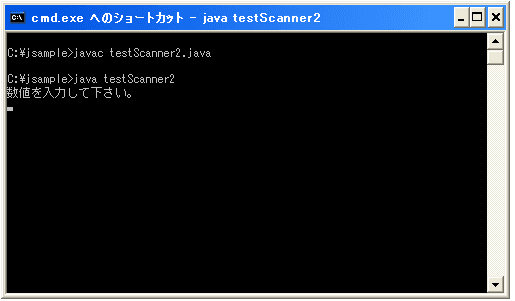 cmd.exe へのショートカット - java testScanner2
C:¥jsample>javac testScanner2.java
C:¥jsample>java testScanner2
数値を入力して下さい。